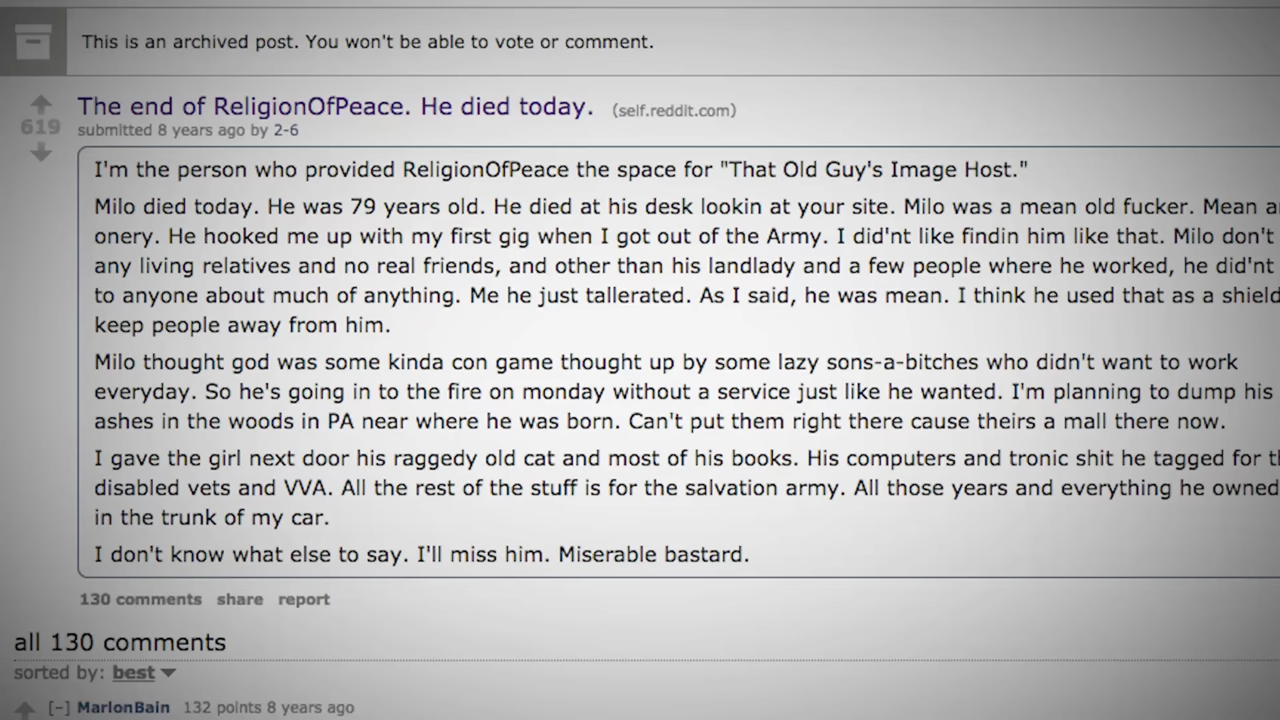 This is an archived post. You won't be able to vote or comment.
The end of ReligionOfPeace. He died today. (self.reddit.com)
619
submitted 8 years ago by 2-6
I'm the person who provided ReligionOfPeace the space for "That Old Guy's Image Host."
Milo died today. He was 79 years old. He died at his desk lookin at your site. Milo was a mean old fucker. Mean
onery. He hooked me up with my first gig when I got out of the Army. I did'nt like findin him like that. Milo don't
any living relatives and no real friends, and other than his landlady and a few people where he worked, he did'nt
to anyone about much of anything. Me he just tallerated. As I said, he was mean. I think he used that as a shield
keep people away from him.
Milo thought god was some kinda con game thought up by some lazy sons-a-bitches who didn't want to work
everyday. So he's going in to the fire on monday without a service just like he wanted. I'm planning to dump his
ashes in the woods in PA near where he was born. Can't put them right there cause theirs a mall there now.
I gave the girl next door his raggedy old cat and most of his books. His computers and tronic shit he tagged for
disabled vets and VVA. All the rest of the stuff is for the salvation army. All those years and everything he owned
in the trunk of my car.
I don't know what else to say. I'll miss him. Miserable bastard.
130 comments share report
all 130 comments
sorted by: best
[-] MarlonBain 132 points 8 years ago